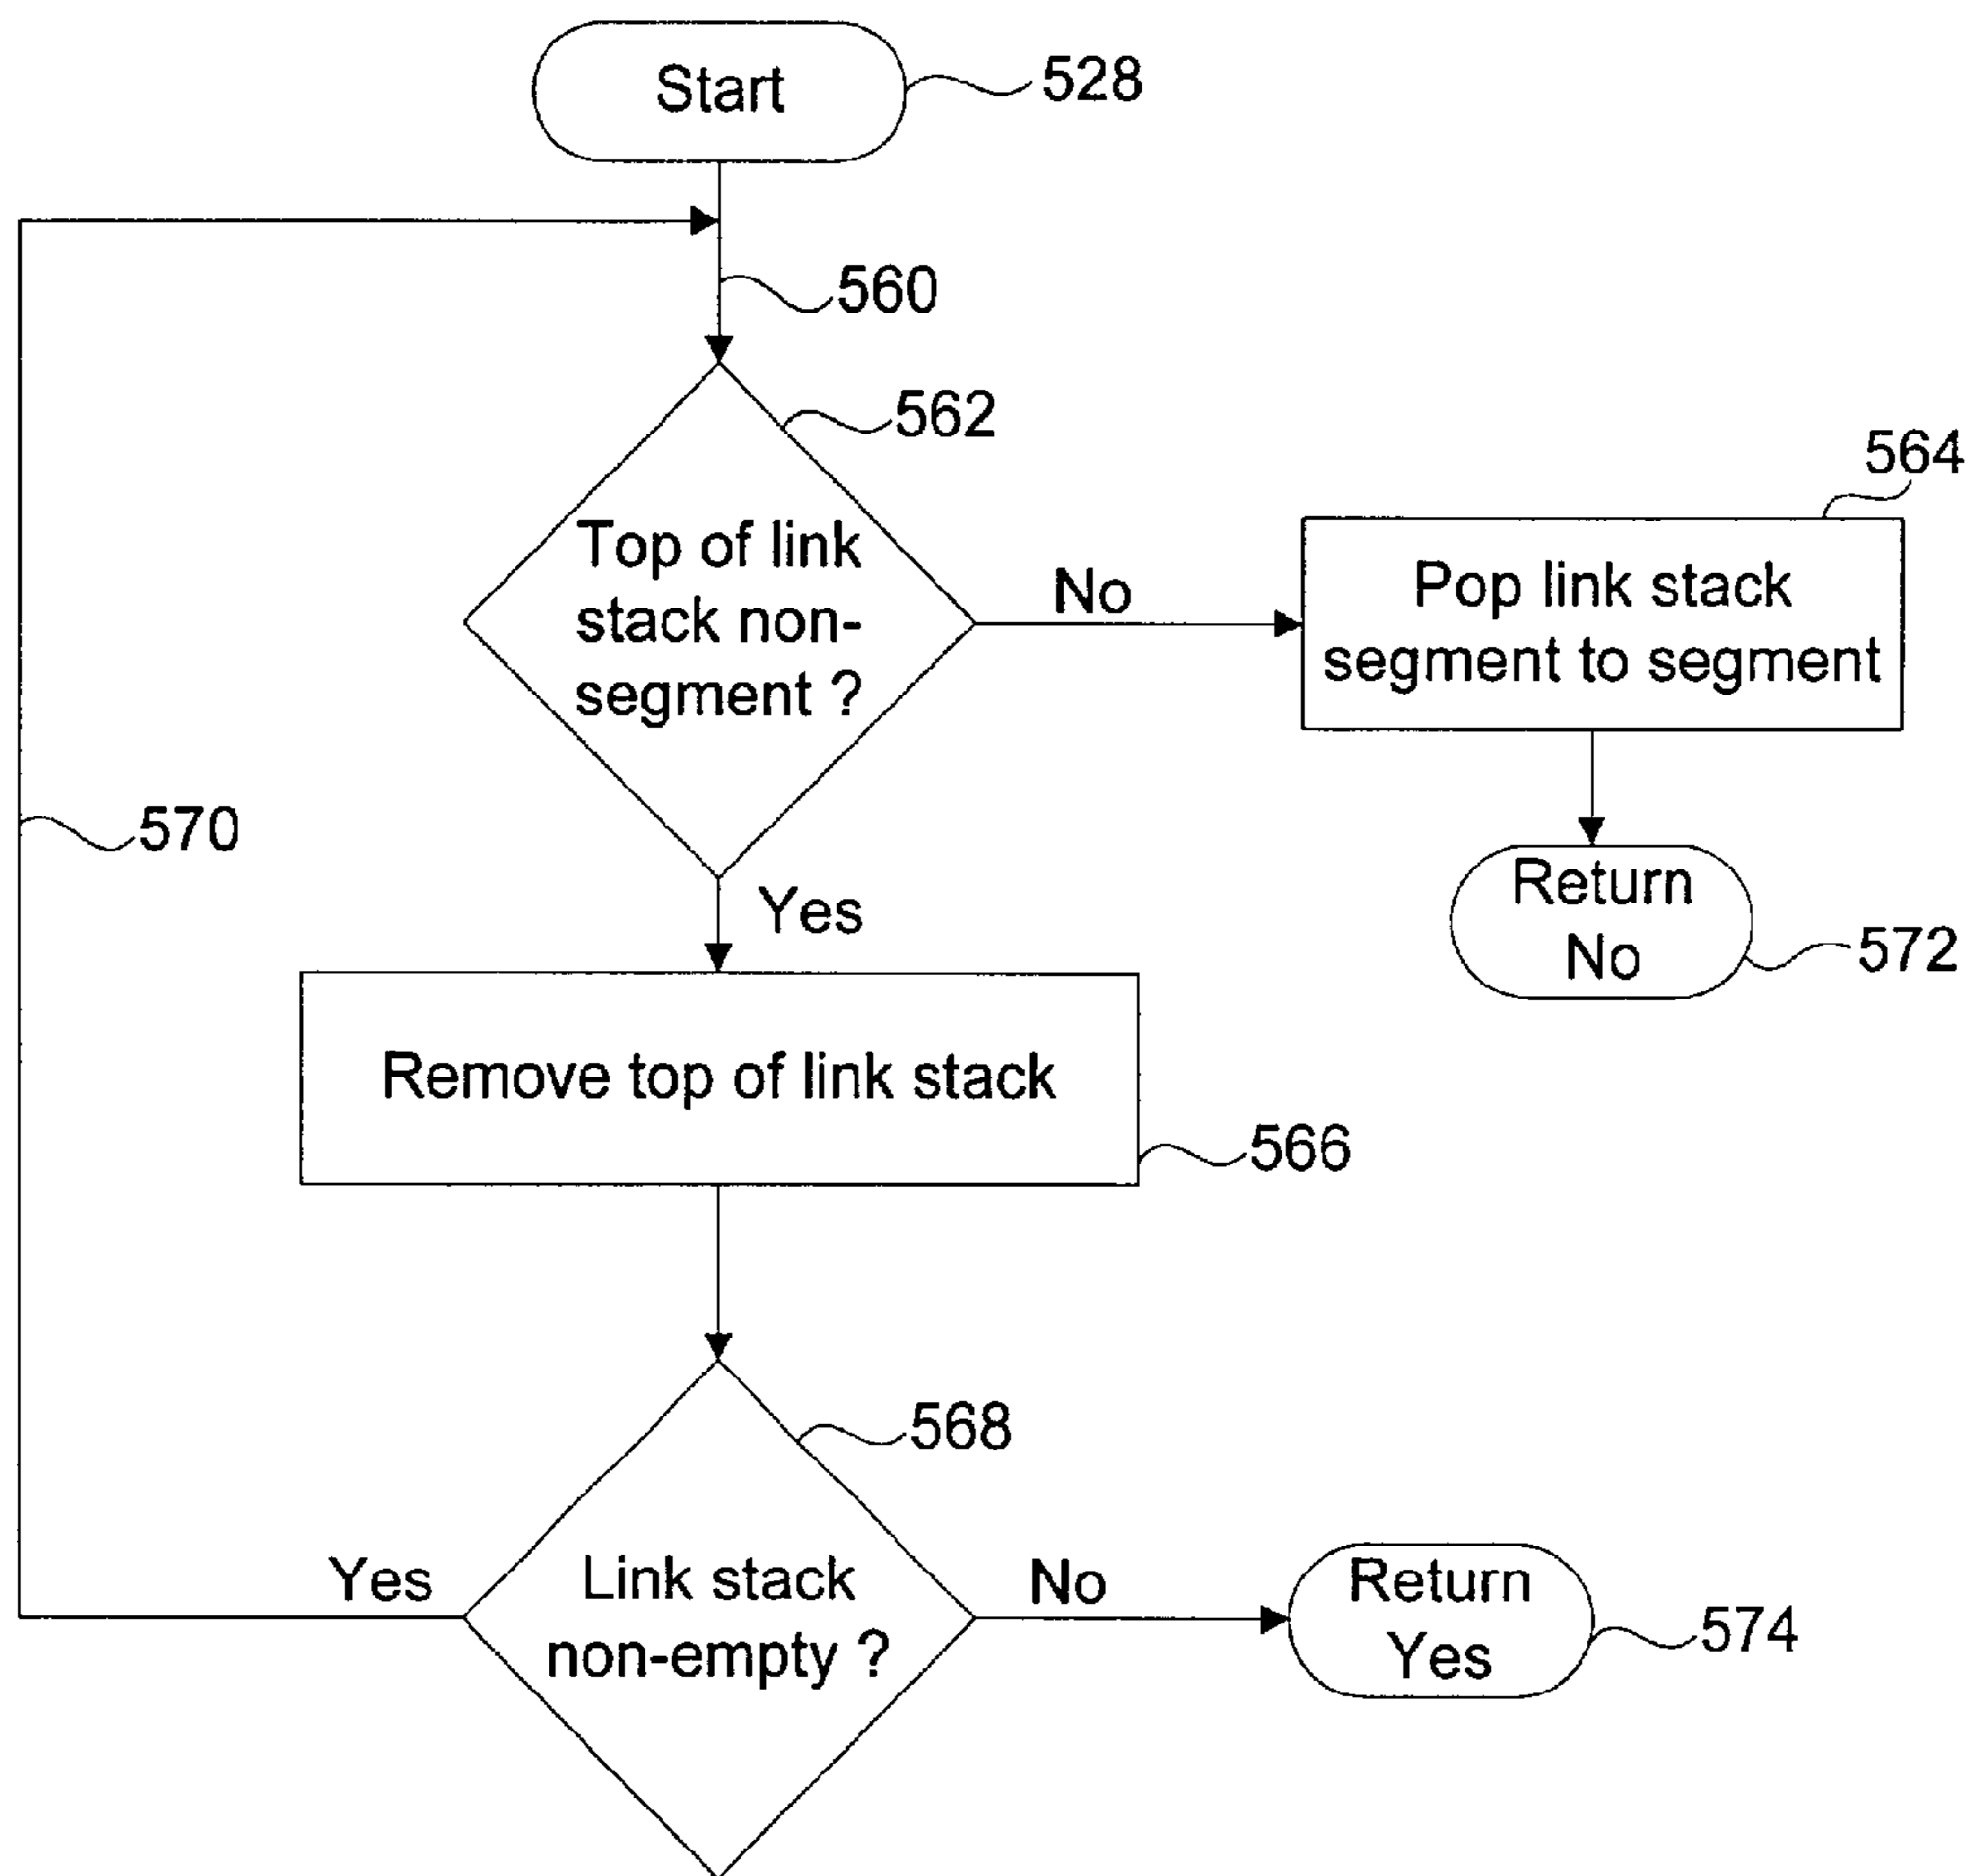 Start
528
560
562
Top of link
stack non-
segment ?
No
564
Pop link stack
segment to segment
Return
No
572
570
Yes
Remove top of link stack
566
568
Link stack
non-empty ?
Yes
No
Return
Yes
574